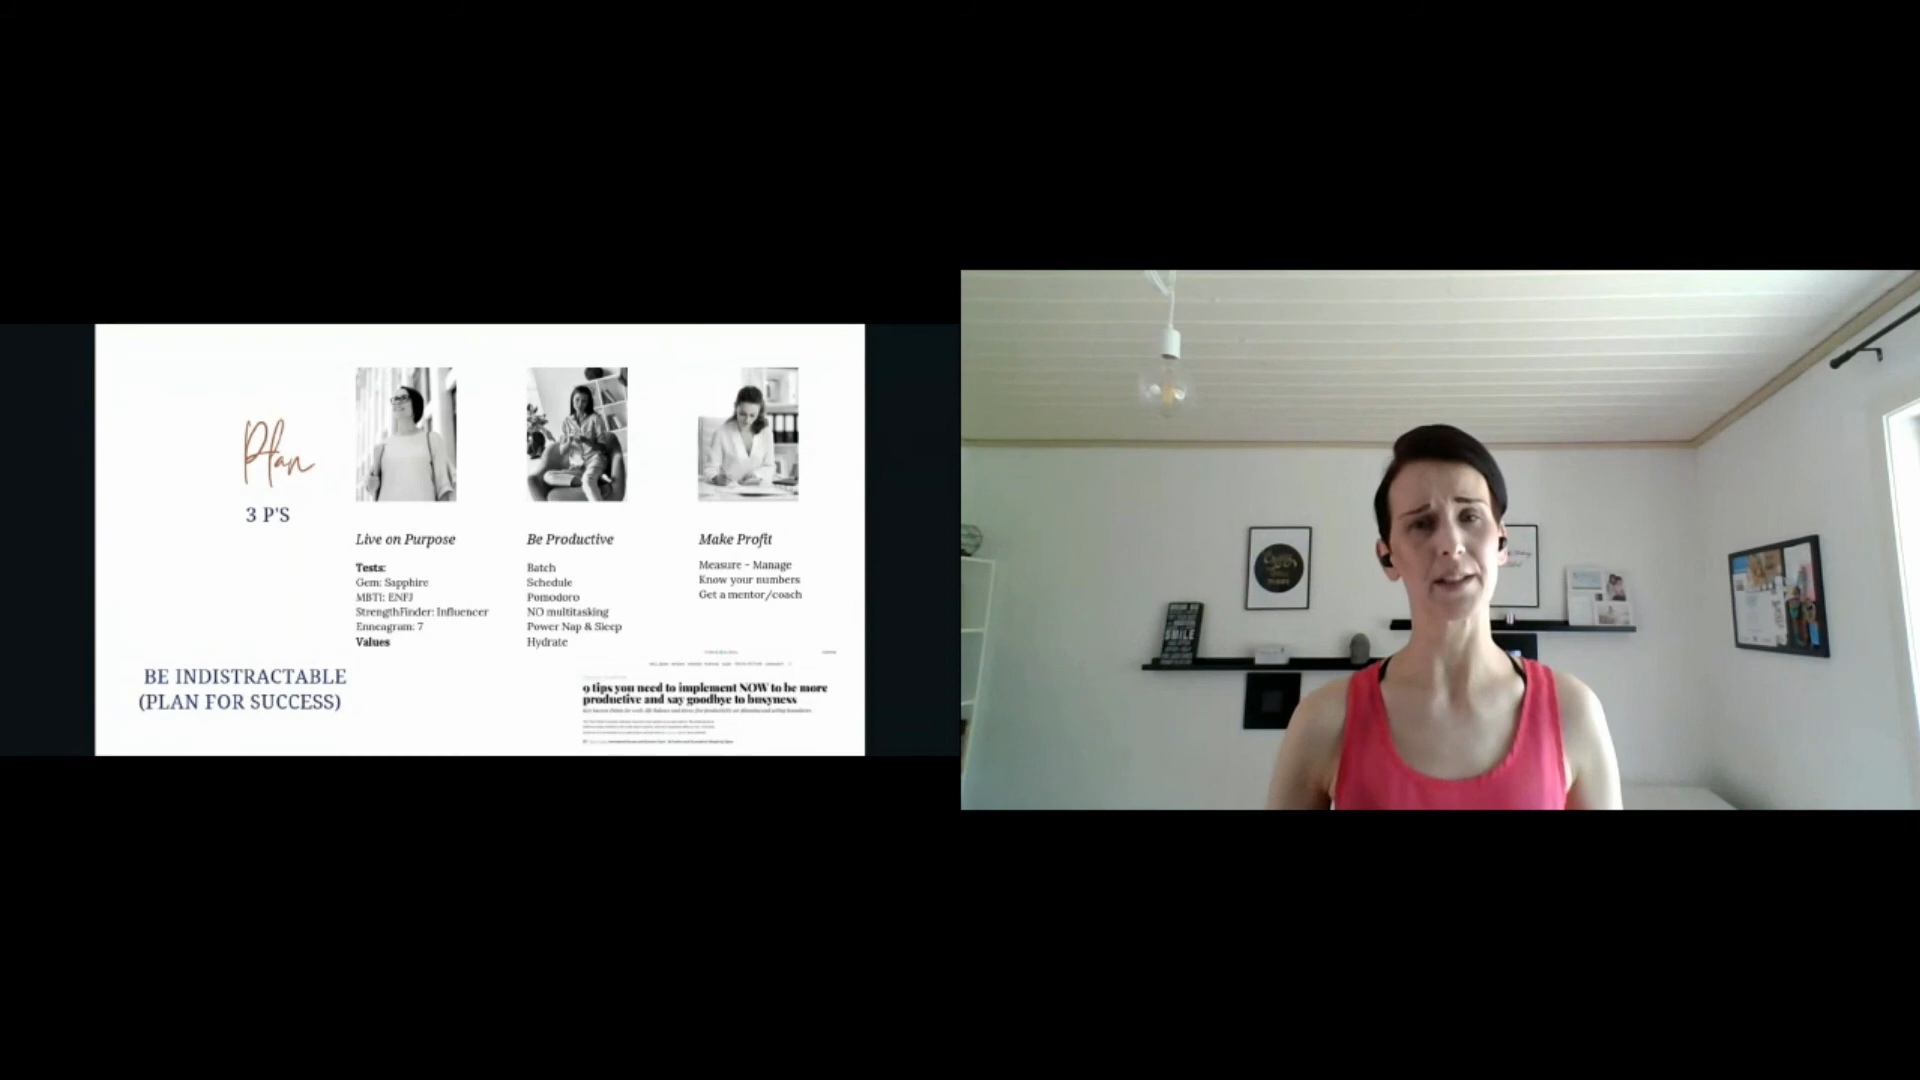 Plan
3 P'S
BE INDISTRACTABLE
(PLAN FOR SUCCESS)
Live on Purpose
Tests:
Gem: Sapphire
MBTI: ENFJ
StrengthFinder: Influencer
Enneagram: 7
Values
Be Productive
Batch
Schedule
Pomodoro
NO multitasking
Power Nap & Sleep
Hydrate
Make Profit
Measure - Manage
Know your numbers
Get a mentor/coach
9 tips you need to implement NOW to be more
productive and say goodbye to busyness
SMILE